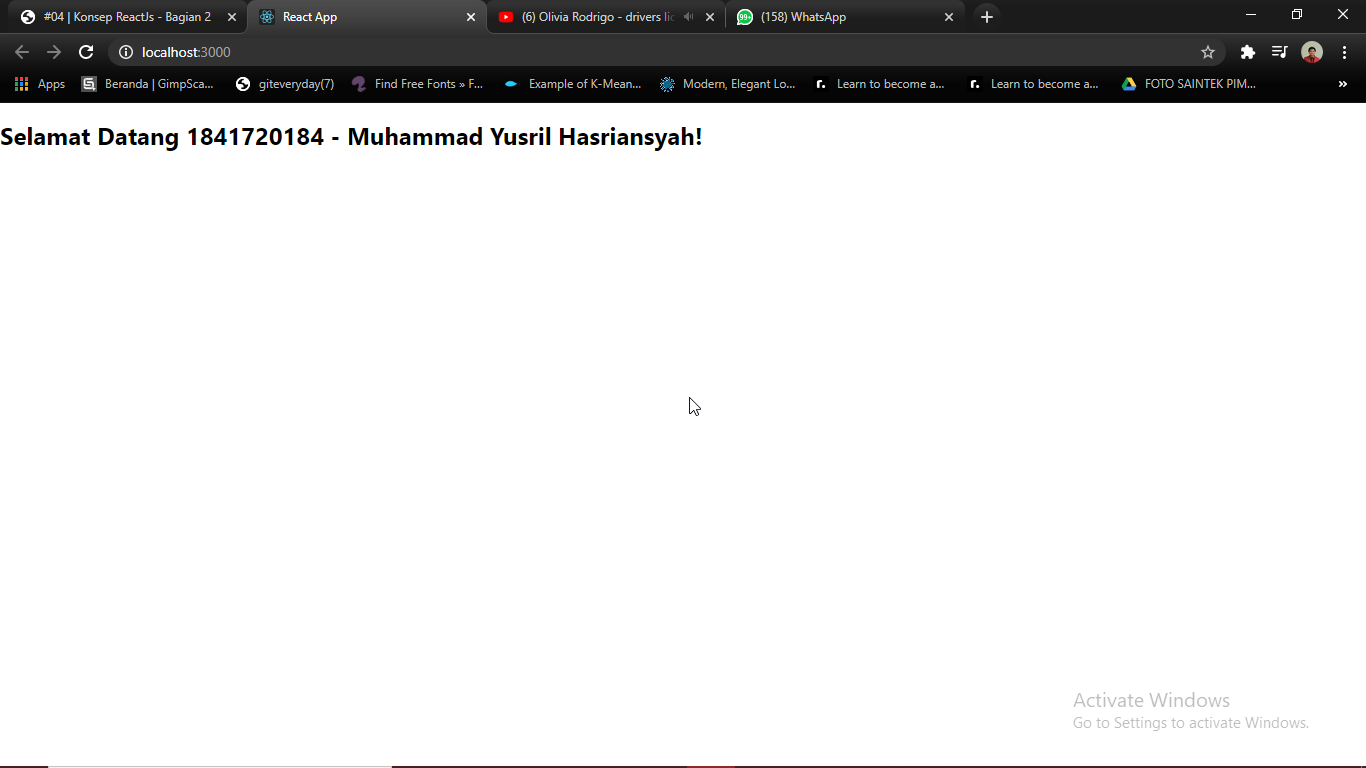 #04 | Konsep ReactJs - Bagian 2
React App
(6) Olivia Rodrigo - drivers lic
99+
(158) WhatsApp
localhost:3000
Apps
Beranda | GimpSca...
giteveryday(7)
Find Free Fonts » F...
Example of K-Mean...
Modern, Elegant Lo...
Learn to become a...
Learn to become a...
FOTO SAINTEK PIM...
»
Selamat Datang 1841720184 - Muhammad Yusril Hasriansyah!
Activate Windows
Go to Settings to activate Windows.